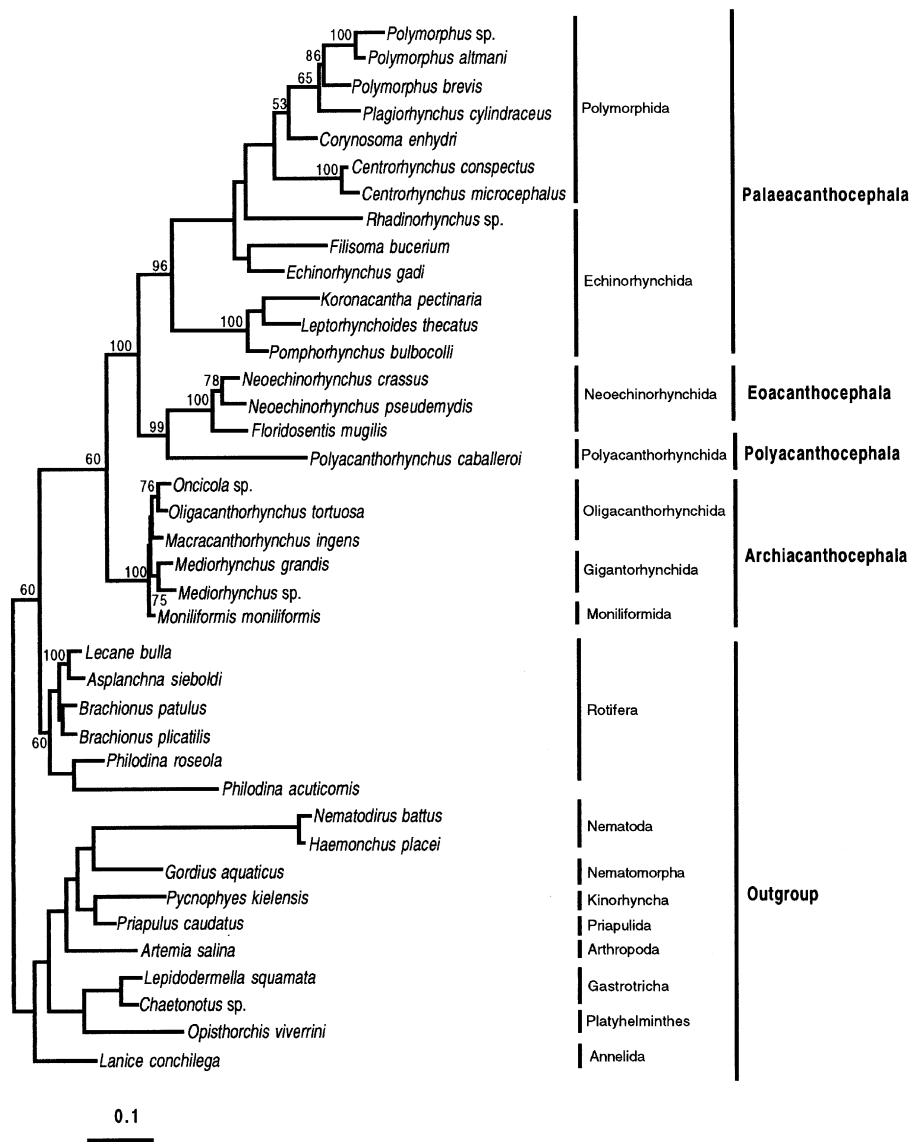 100
Polymorphus sp.
86
Polymorphus altmani
65
Polymorphus brevis
53
Plagiorhynchus cylindraceus
Polymorphida
Corynosoma enhydri
100
Centrorhynchus conspectus
Centrorhynchus microcephalus
Palaeacanthocephala
Rhadinorhynchus sp.
Filisoma bucerium
96
Echinorhynchus gadi
Echinorhynchida
Koronacantha pectinaria
100
Leptorhynchoides thecatus
100
Pomphorhynchus bulbocolli
78
Neoechinorhynchus crassus
Neoechinorhynchida
Eoacanthocephala
100
Neoechinorhynchus pseudemydis
99
Floridosentis mugilis
60
Polyacanthorhynchus caballeroi
Polyacanthorhynchida
Polyacanthocephala
76
Oncicola sp.
Oligacanthorhynchus tortuosa
Oligacanthorhynchida
Macracanthorhynchus ingens
Archiacanthocephala
100
Mediorhynchus grandis
Gigantorhynchida
60
75
Mediorhynchus sp.
Moniliformis moniliformis
Moniliformida
100
Lecane bulla
Asplanchna sieboldi
Brachionus patulus
Rotifera
60
Brachionus plicatilis
Philodina roseola
Philodina acuticornis
Nematodirus battus
Nematoda
Haemonchus placei
Gordius aquaticus
Nematomorpha
Pycnophyes kielensis
Kinorhyncha
Outgroup
Priapulus caudatus
Priapulida
Artemia salina
Arthropoda
Lepidodermella squamata
Gastrotricha
Chaetonotus sp.
Opisthorchis viverrini
Platyhelminthes
Lanice conchilega
Annelida
0.1